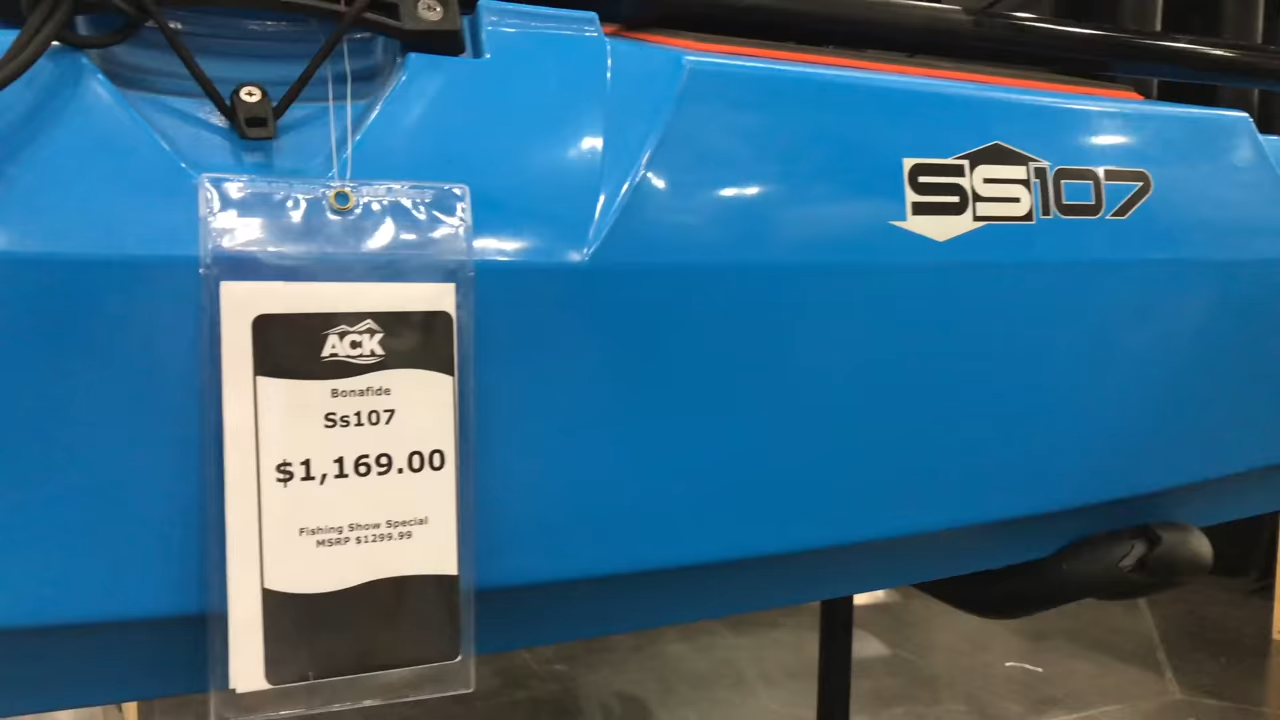 SS107
ACK
Bonafide
Ss107
$1,169.00
Fishing Show Special
MSRP $1299.99